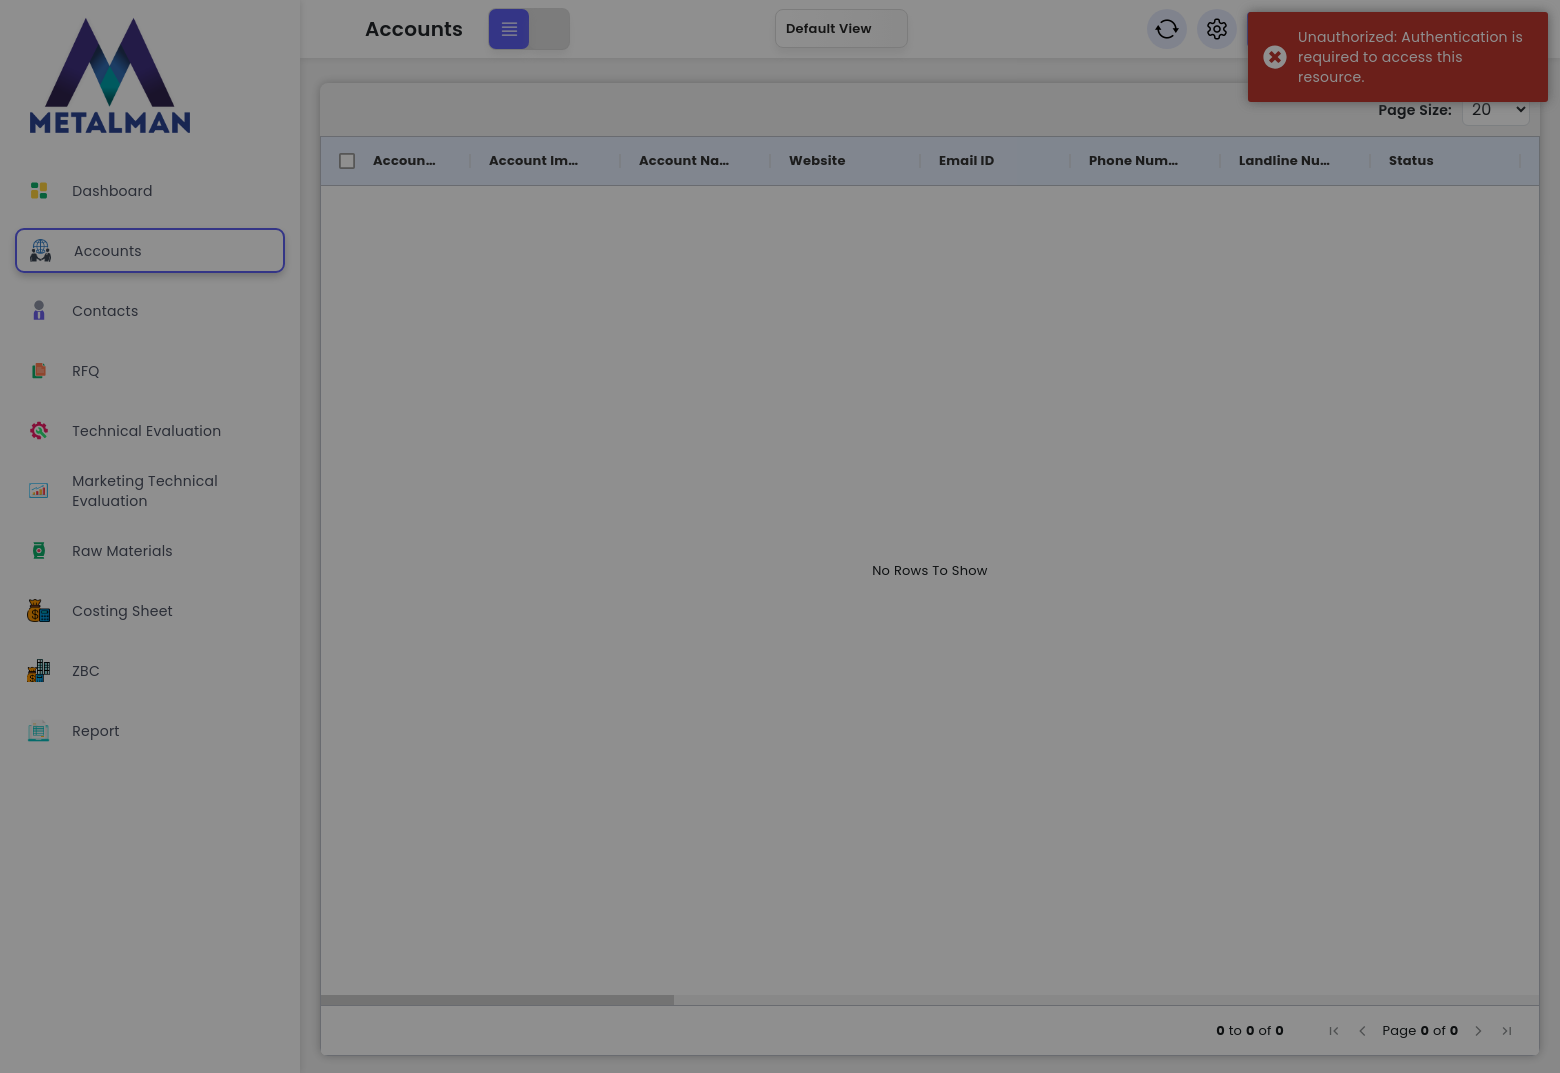 METALMAN
Dashboard
Accounts
Contacts
RFQ
Technical Evaluation
Marketing Technical
Evaluation
Raw Materials
Costing Sheet
ZBC
Report
Accounts
Default View
Unauthorized: Authentication is
required to access this
resource.
Page Size: 20
Accoun... Account Im... Account Na... Website Email ID Phone Num... Landline Nu... Status
No Rows To Show
0 to 0 of 0 Page 0 of 0